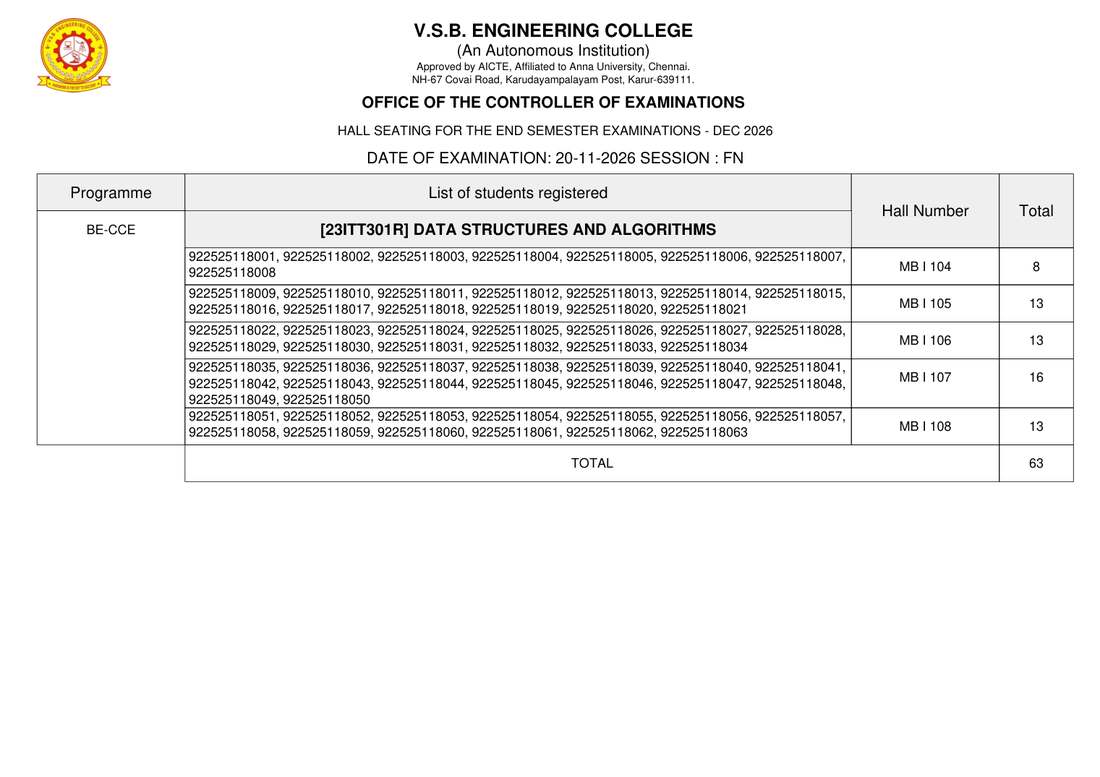 V.S.B. ENGINEERING COLLEGE
(An Autonomous Institution)
Approved by AICTE, Affiliated to Anna University, Chennai.
NH-67 Covai Road, Karudayampalayam Post, Karur-639111.
OFFICE OF THE CONTROLLER OF EXAMINATIONS
HALL SEATING FOR THE END SEMESTER EXAMINATIONS - DEC 2026
DATE OF EXAMINATION: 20-11-2026 SESSION : FN
Programme List of students registered Hall Number Total
BE-CCE [23ITT301R] DATA STRUCTURES AND ALGORITHMS
922525118001, 922525118002, 922525118003, 922525118004, 922525118005, 922525118006, 922525118007,
922525118008
MB I 104 8
922525118009, 922525118010, 922525118011, 922525118012, 922525118013, 922525118014, 922525118015,
922525118016, 922525118017, 922525118018, 922525118019, 922525118020, 922525118021
MB I 105 13
922525118022, 922525118023, 922525118024, 922525118025, 922525118026, 922525118027, 922525118028,
922525118029, 922525118030, 922525118031, 922525118032, 922525118033, 922525118034
MB I 106 13
922525118035, 922525118036, 922525118037, 922525118038, 922525118039, 922525118040, 922525118041,
922525118042, 922525118043, 922525118044, 922525118045, 922525118046, 922525118047, 922525118048,
922525118049, 922525118050
MB I 107 16
922525118051, 922525118052, 922525118053, 922525118054, 922525118055, 922525118056, 922525118057,
922525118058, 922525118059, 922525118060, 922525118061, 922525118062, 922525118063
MB I 108 13
TOTAL 63